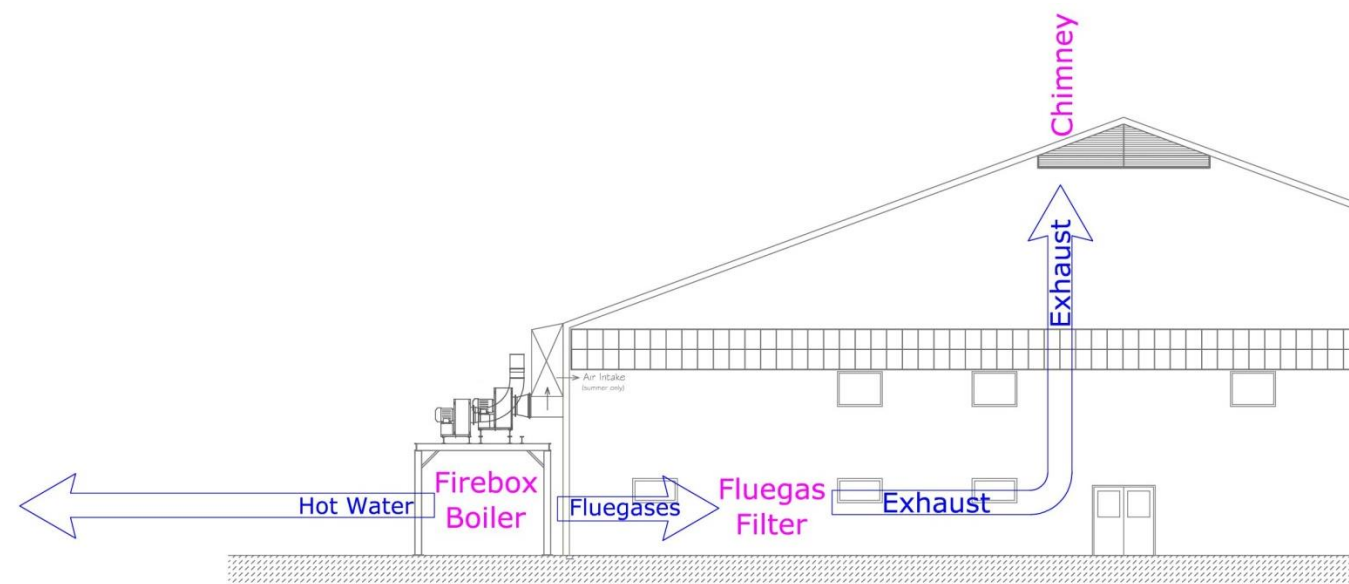 Chimney
Exhaust
Air Intake
(summer only)
Firebox
Boiler
Hot Water
Fluegases
Fluegas
Filter
Exhaust